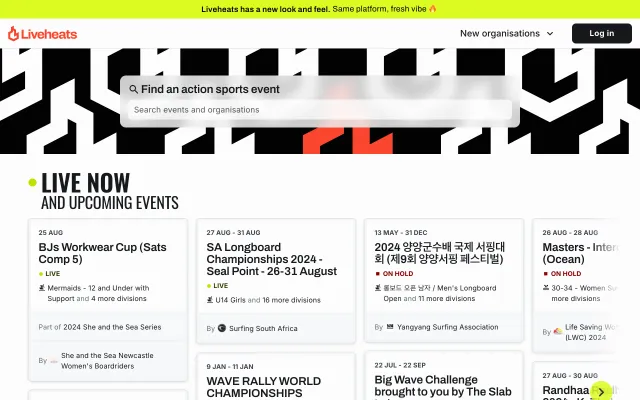 Liveheats has a new look and feel. Same platform, fresh vibe
Liveheats
New organisations
Log in
Find an action sports event
Search events and organisations
LIVE NOW
AND UPCOMING EVENTS
25 AUG
BJs Workwear Cup (Sats
Comp 5)
LIVE
Mermaids - 12 and Under with
Support and 4 more divisions
Part of 2024 She and the Sea Series
By She and the Sea Newcastle
Women's Boardriders
27 AUG - 31 AUG
SA Longboard
Championships 2024 -
Seal Point - 26-31 August
LIVE
U14 Girls and 16 more divisions
By Surfing South Africa
9 JAN - 11 JAN
WAVE RALLY WORLD
CHAMPIONSHIPS
13 MAY - 31 DEC
2024 양양군수배 국제 서핑대
회 (제9회 양양서핑 페스티벌)
ON HOLD
롱보드 오픈 남자 / Men's Longboard
Open and 11 more divisions
By Yangyang Surfing Association
22 JUL - 22 SEP
Big Wave Challenge
brought to you by The Slab
26 AUG - 28 AUG
Masters -
(Ocean)
ON HOLD
30-34 - Women
more divisions
By Life Saving
(LWC) 2024
27 AUG - 30 AUG
Randhaa